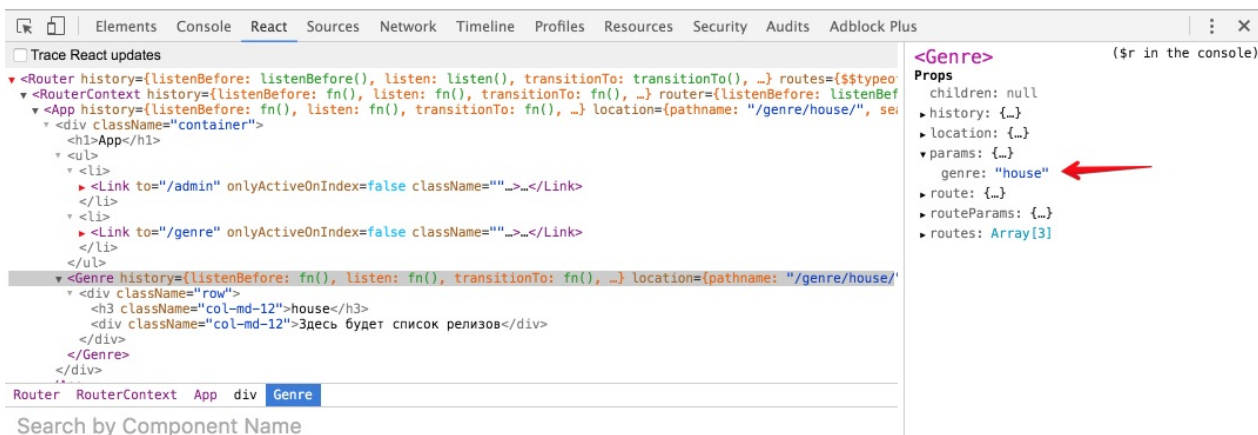 Elements Console React Sources Network Timeline Profiles Resources Security Audits Adblock Plus
Trace React updates
<Router history={listenBefore: listenBefore(), listen: listen(), transitionTo: transitionTo(), …} routes={$$typeo
<RouterContext history={listenBefore: fn(), listen: fn(), transitionTo: fn(), …} router={listenBefore: listenBef
<App history={listenBefore: fn(), listen: fn(), transitionTo: fn(), …} location={pathname: "/genre/house/", sea
<div className="container">
<h1>App</h1>
<ul>
<li>
<Link to="/admin" onlyActiveOnIndex=false className=""…>…</Link>
</li>
<li>
<Link to="/genre" onlyActiveOnIndex=false className=""…>…</Link>
</li>
</ul>
<Genre history={listenBefore: fn(), listen: fn(), transitionTo: fn(), …} location={pathname: "/genre/house/"
<div className="row">
<h3 className="col-md-12">house</h3>
<div className="col-md-12">Здесь будет список релизов</div>
</div>
</Genre>
</div>
Router RouterContext App div Genre
Search by Component Name
<Genre> ($r in the console)
Props
children: null
history: {…}
location: {…}
params: {…}
genre: "house"
route: {…}
routeParams: {…}
routes: Array[3]